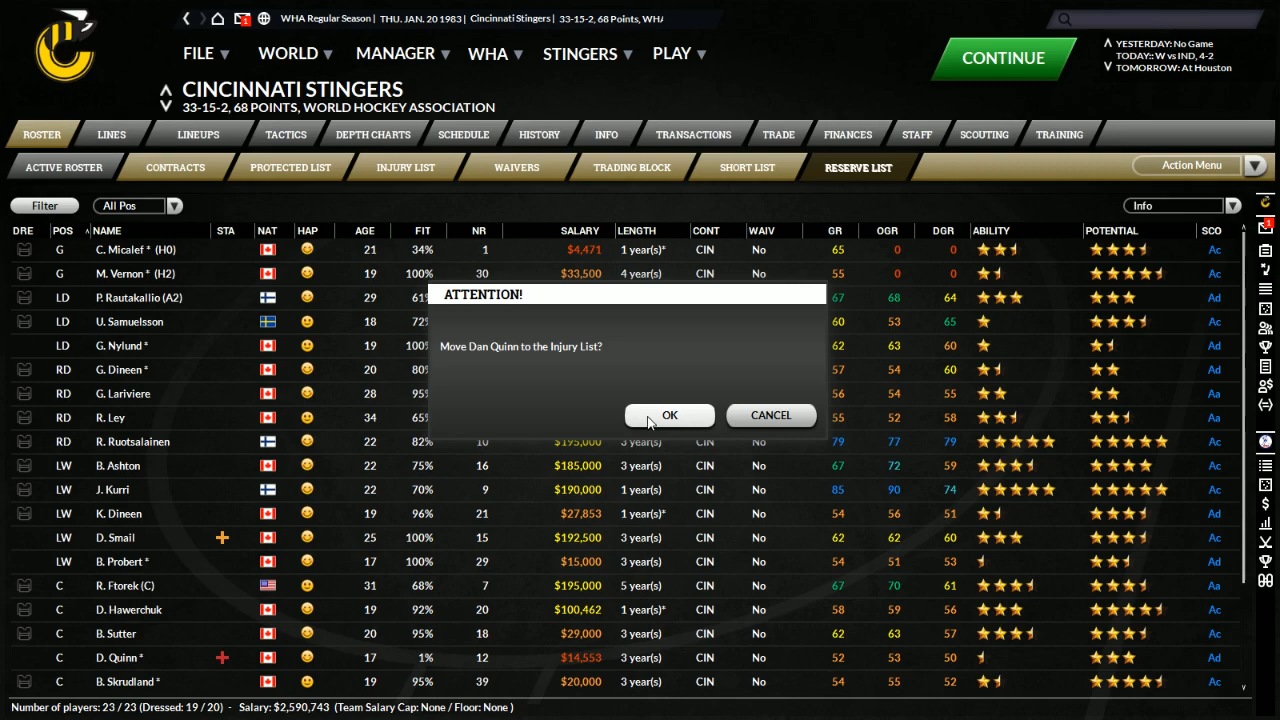 WHA Regular Season | THU. JAN. 20 1983 | Cincinnati Stingers | 33-15-2, 68 Points, WHA
FILE WORLD MANAGER WHA STINGERS PLAY
CONTINUE
YESTERDAY: No Game
TODAY:: W vs IND, 4-2
TOMORROW: At Houston
CINCINNATI STINGERS
33-15-2, 68 POINTS, WORLD HOCKEY ASSOCIATION
ROSTER LINES LINEUPS TACTICS DEPTH CHARTS SCHEDULE HISTORY INFO TRANSACTIONS TRADE FINANCES STAFF SCOUTING TRAINING
ACTIVE ROSTER CONTRACTS PROTECTED LIST INJURY LIST WAIVERS TRADING BLOCK SHORT LIST RESERVE LIST Action Menu
Filter All Pos Info
DRE POS NAME STA NAT HAP AGE FIT NR SALARY LENGTH CONT WAIV GR OGR DGR ABILITY POTENTIAL SCO
G C. Micalef * (H0) 21 34% 1 $4,471 1 year(s)* CIN No 65 0 0 Ac
G M. Vernon * (H2) 19 100% 30 $33,500 4 year(s) CIN No 55 0 0 Ac
LD P. Rautakallio (A2) 29 61% 67 68 64 Ac
LD U. Samuelsson 18 72% 60 53 65 Ac
LD G. Nylund * 19 100% 62 63 60 Ad
RD G. Dineen * 20 80% 57 54 60 Ad
RD G. Lariviere 28 95% 56 54 55 Aa
RD R. Ley 34 65% 55 52 58 Aa
RD R. Ruotsalainen 22 82% 10 $195,000 3 year(s) CIN No 79 77 79 Ac
LW B. Ashton 22 75% 16 $185,000 3 year(s) CIN No 67 72 59 Ac
LW J. Kurri 22 70% 9 $190,000 1 year(s) CIN No 85 90 74 Ac
LW K. Dineen 19 96% 21 $27,853 1 year(s)* CIN No 54 56 51 Ac
LW D. Smail 25 100% 15 $192,500 3 year(s) CIN No 62 62 60 Ac
LW B. Probert * 17 100% 29 $15,000 3 year(s) CIN No 54 51 53 Ad
C R. Ftorek (C) 31 68% 7 $195,000 5 year(s) CIN No 67 70 61 Aa
C D. Hawerchuk 19 92% 20 $100,462 1 year(s)* CIN No 58 59 56 Ac
C B. Sutter 20 95% 18 $29,000 3 year(s) CIN No 62 63 57 Ac
C D. Quinn * 17 1% 12 $14,553 3 year(s) CIN No 52 53 50 Ad
C B. Skrudland * 19 95% 39 $20,000 3 year(s) CIN No 54 55 52 Ac
ATTENTION!
Move Dan Quinn to the Injury List?
OK CANCEL
Number of players: 23 / 23 (Dressed: 19 / 20) - Salary: $2,590,743 (Team Salary Cap: None / Floor: None )